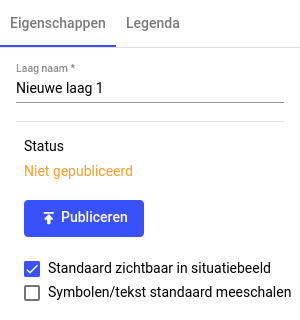 Eigenschappen Legenda
Laag naam *
Nieuwe laag 1
Status
Niet gepubliceerd
Publiceren
Standaard zichtbaar in situatiebeeld
Symbolen/tekst standaard meeschalen